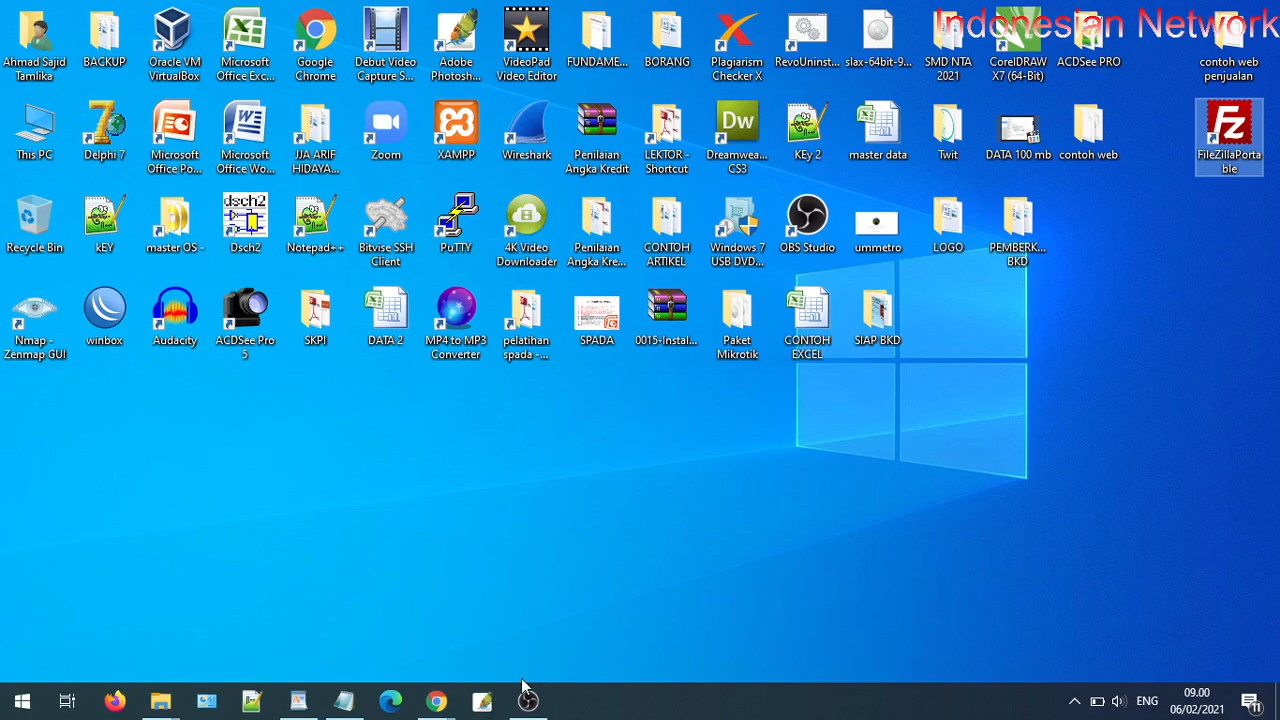 Indonesian Network
Ahmad Sajid
Tamlika
BACKUP
Oracle VM
VirtualBox
Microsoft
Office Exc...
Google
Chrome
Debut Video
Capture S...
Adobe
Photosh...
VideoPad
Video Editor
FUNDAME...
BORANG
Plagiarism
Checker X
RevoUninst...
slax-64bit-9...
SMD NTA
2021
CorelDRAW
X7 (64-Bit)
ACDSee PRO
contoh web
penjualan
This PC
Delphi 7
Microsoft
Office Po...
Microsoft
Office Wo...
JJA ARIF
HIDAYA...
Zoom
XAMPP
Wireshark
Penilaian
Angka Kredit
LEKTOR -
Shortcut
Dw
Dreamwea...
CS3
KEy 2
master data
Twit
DATA 100 mb
contoh web
Fz
FileZillaPorta
ble
Recycle Bin
kEY
master OS -
dsch2
Dsch2
Notepad++
Bitvise SSH
Client
PuTTY
4K Video
Downloader
Penilaian
Angka Kre...
CONTOH
ARTIKEL
Windows 7
USB DVD...
OBS Studio
ummetro
LOGO
PEMBERK...
BKD
Nmap -
Zenmap GUI
winbox
Audacity
ACDSee Pro
5
SKPI
DATA 2
MP4 to MP3
Converter
pelatihan
spada -...
SPADA
0015-Instal...
Paket
Mikrotik
CONTOH
EXCEL
SIAP BKD
ENG
09.00
06/02/2021
11